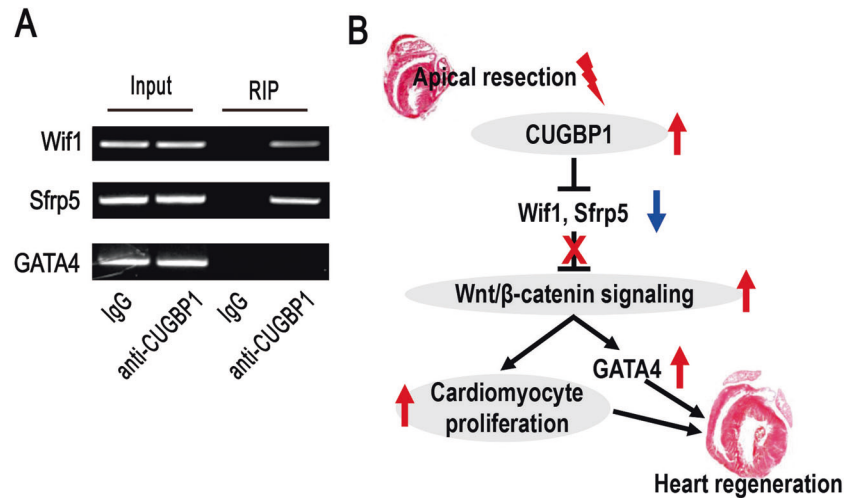 A
Input
RIP
Wif1
Sfrp5
GATA4
IgG
anti-CUGBP1
IgG
anti-CUGBP1
B
Apical resection
CUGBP1
Wif1, Sfrp5
X
Wnt/β-catenin signaling
GATA4
Cardiomyocyte
proliferation
Heart regeneration